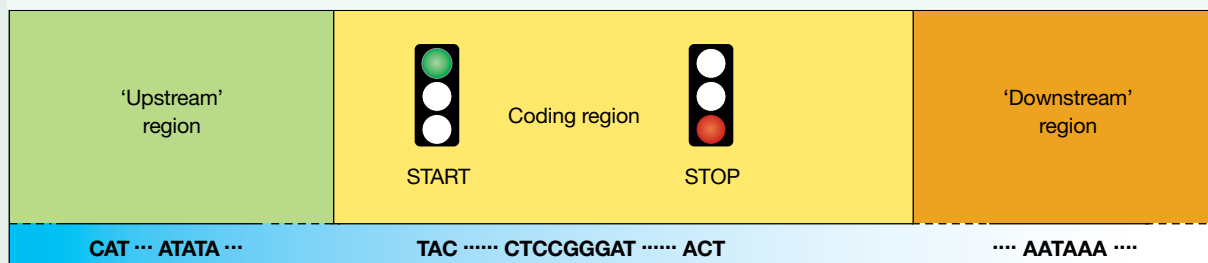 ‘Upstream’
region
START
Coding region
STOP
‘Downstream’
region
CAT ··· ATATA ··· TAC ······ CTCCGGGAT ······ ACT ···· AATAAA ····